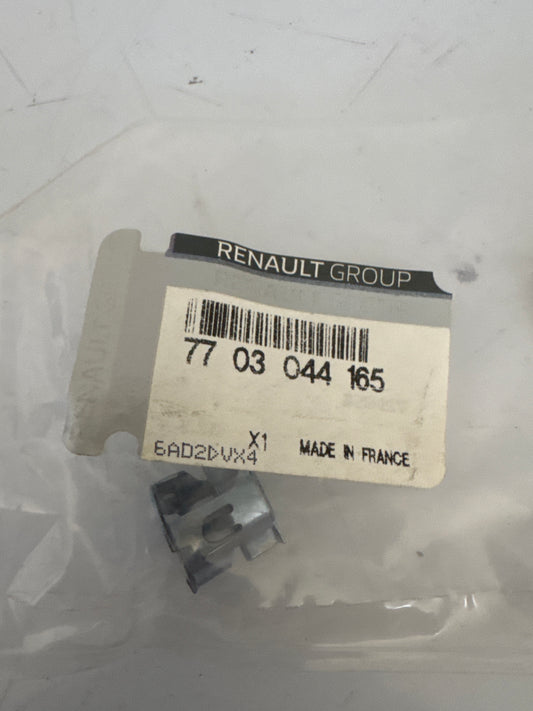 RENAULT GROUP
77 03 044 165
X1
6AD2DVX4
MADE IN FRANCE